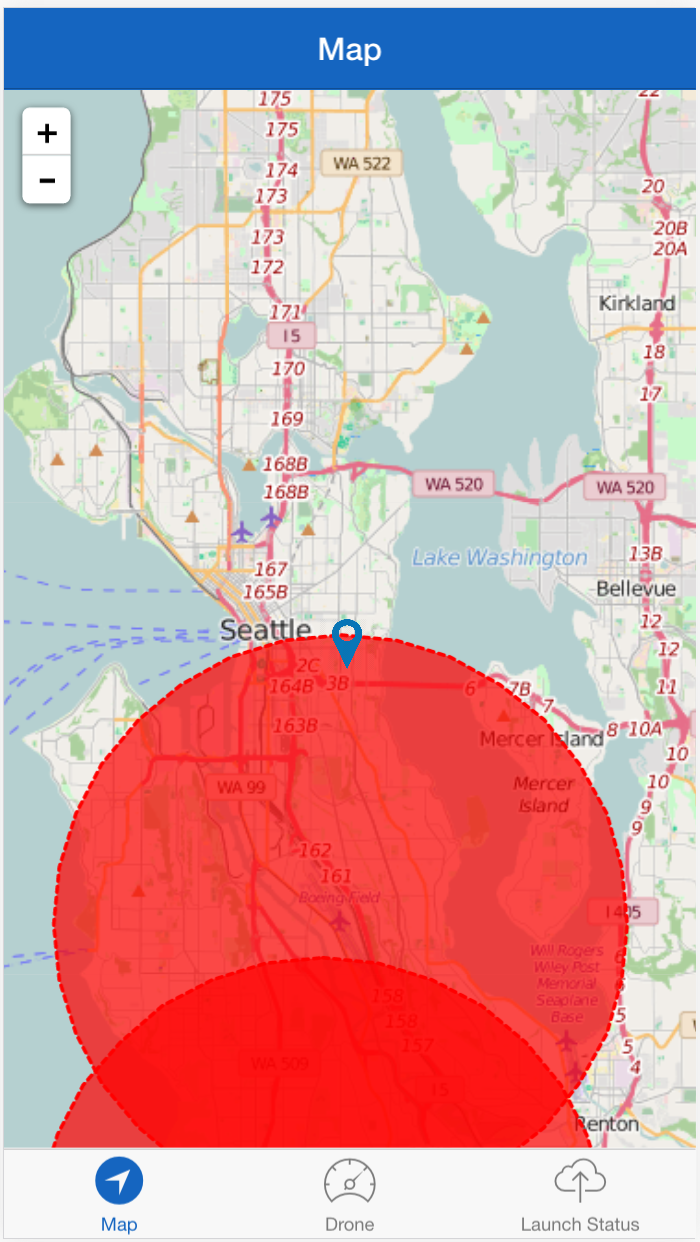 Map
22
175
+
175
WA 522
174
-
20
173
20B
173
20A
172
Kirkland
171
I 5
18
170
17
169
168B
WA 520
WA 520
168B
Lake Washington
13B
167
Bellevue
165B
12
Seattle
12
2C
164B
3B
6
7B
11
7
163B
8
10A
Mercer Island
10
WA 99
Mercer
Island
10
9
9
162
161
Boeing Field
I 405
Will Rogers
Wiley Post
Memorial
Seaplane
Base
6
158
5
158
157
5
WA 509
4
I 5
Renton
Map
Drone
Launch Status